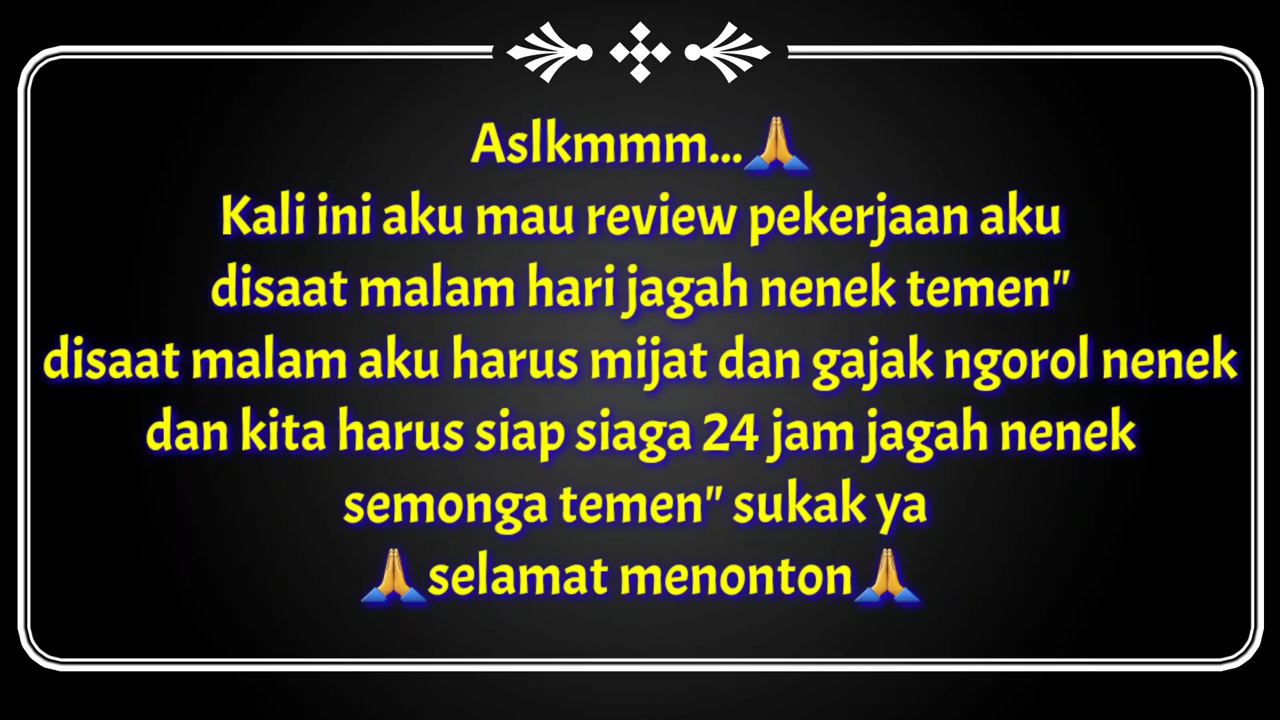 Aslkmmm...🙏
Kali ini aku mau review pekerjaan aku
disaat malam hari jagah nenek temen"
disaat malam aku harus mijat dan gajak ngorol nenek
dan kita harus siap siaga 24 jam jagah nenek
semonga temen" sukak ya
🙏selamat menonton🙏